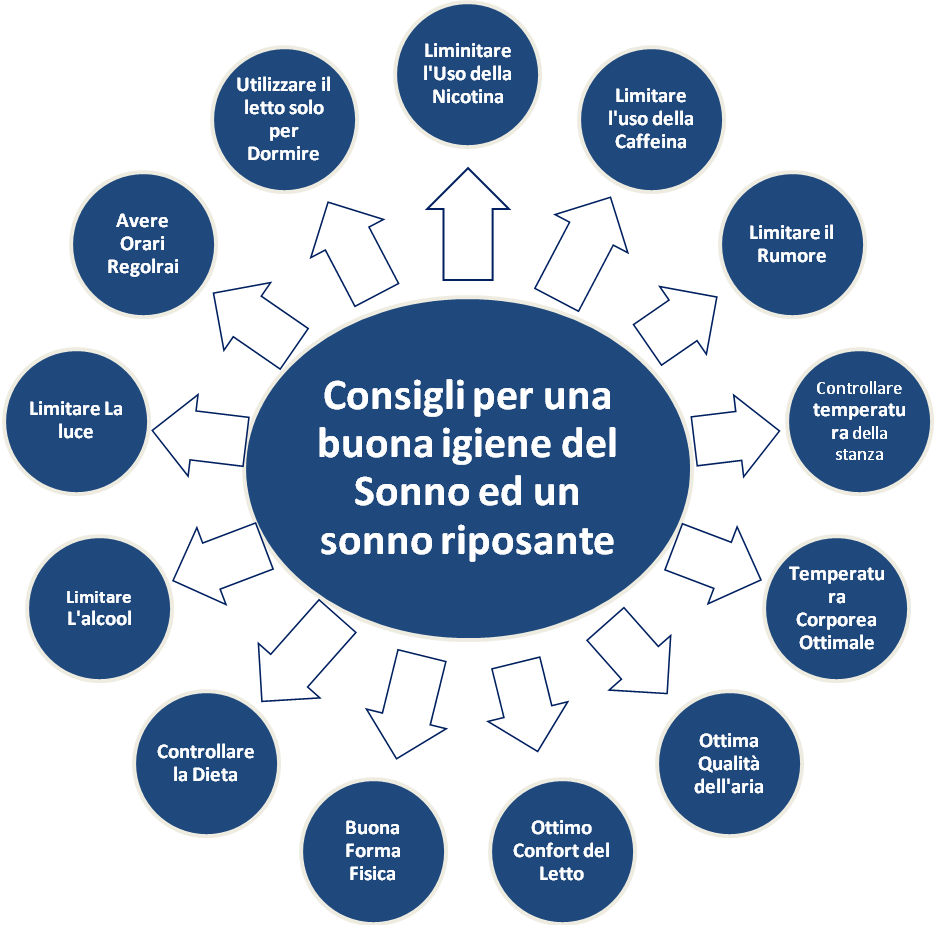 Consigli per una
buona igiene del
Sonno ed un
sonno riposante
Liminitare
l'Uso della
Nicotina
Limitare
l'uso della
Caffeina
Limitare il
Rumore
Controllare
temperatu
ra della
stanza
Temperatu
ra
Corporea
Ottimale
Ottima
Qualità
dell'aria
Ottimo
Confort del
Letto
Buona
Forma
Fisica
Controllare
la Dieta
Limitare
L'alcool
Limitare La
luce
Avere
Orari
Regolrai
Utilizzare il
letto solo
per
Dormire